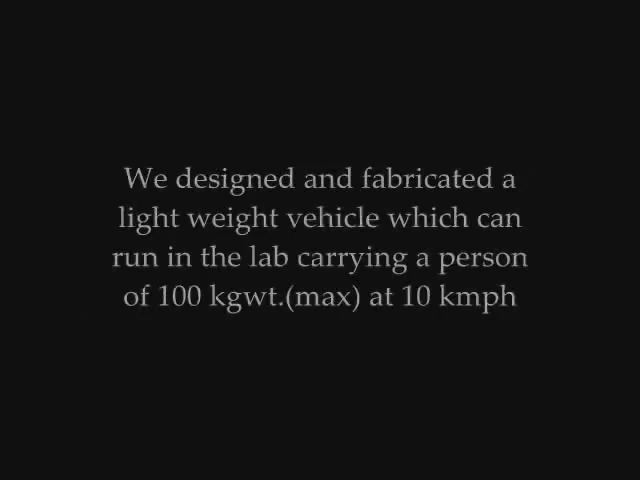 We designed and fabricated a
light weight vehicle which can
run in the lab carrying a person
of 100 kgwt.(max) at 10 kmph